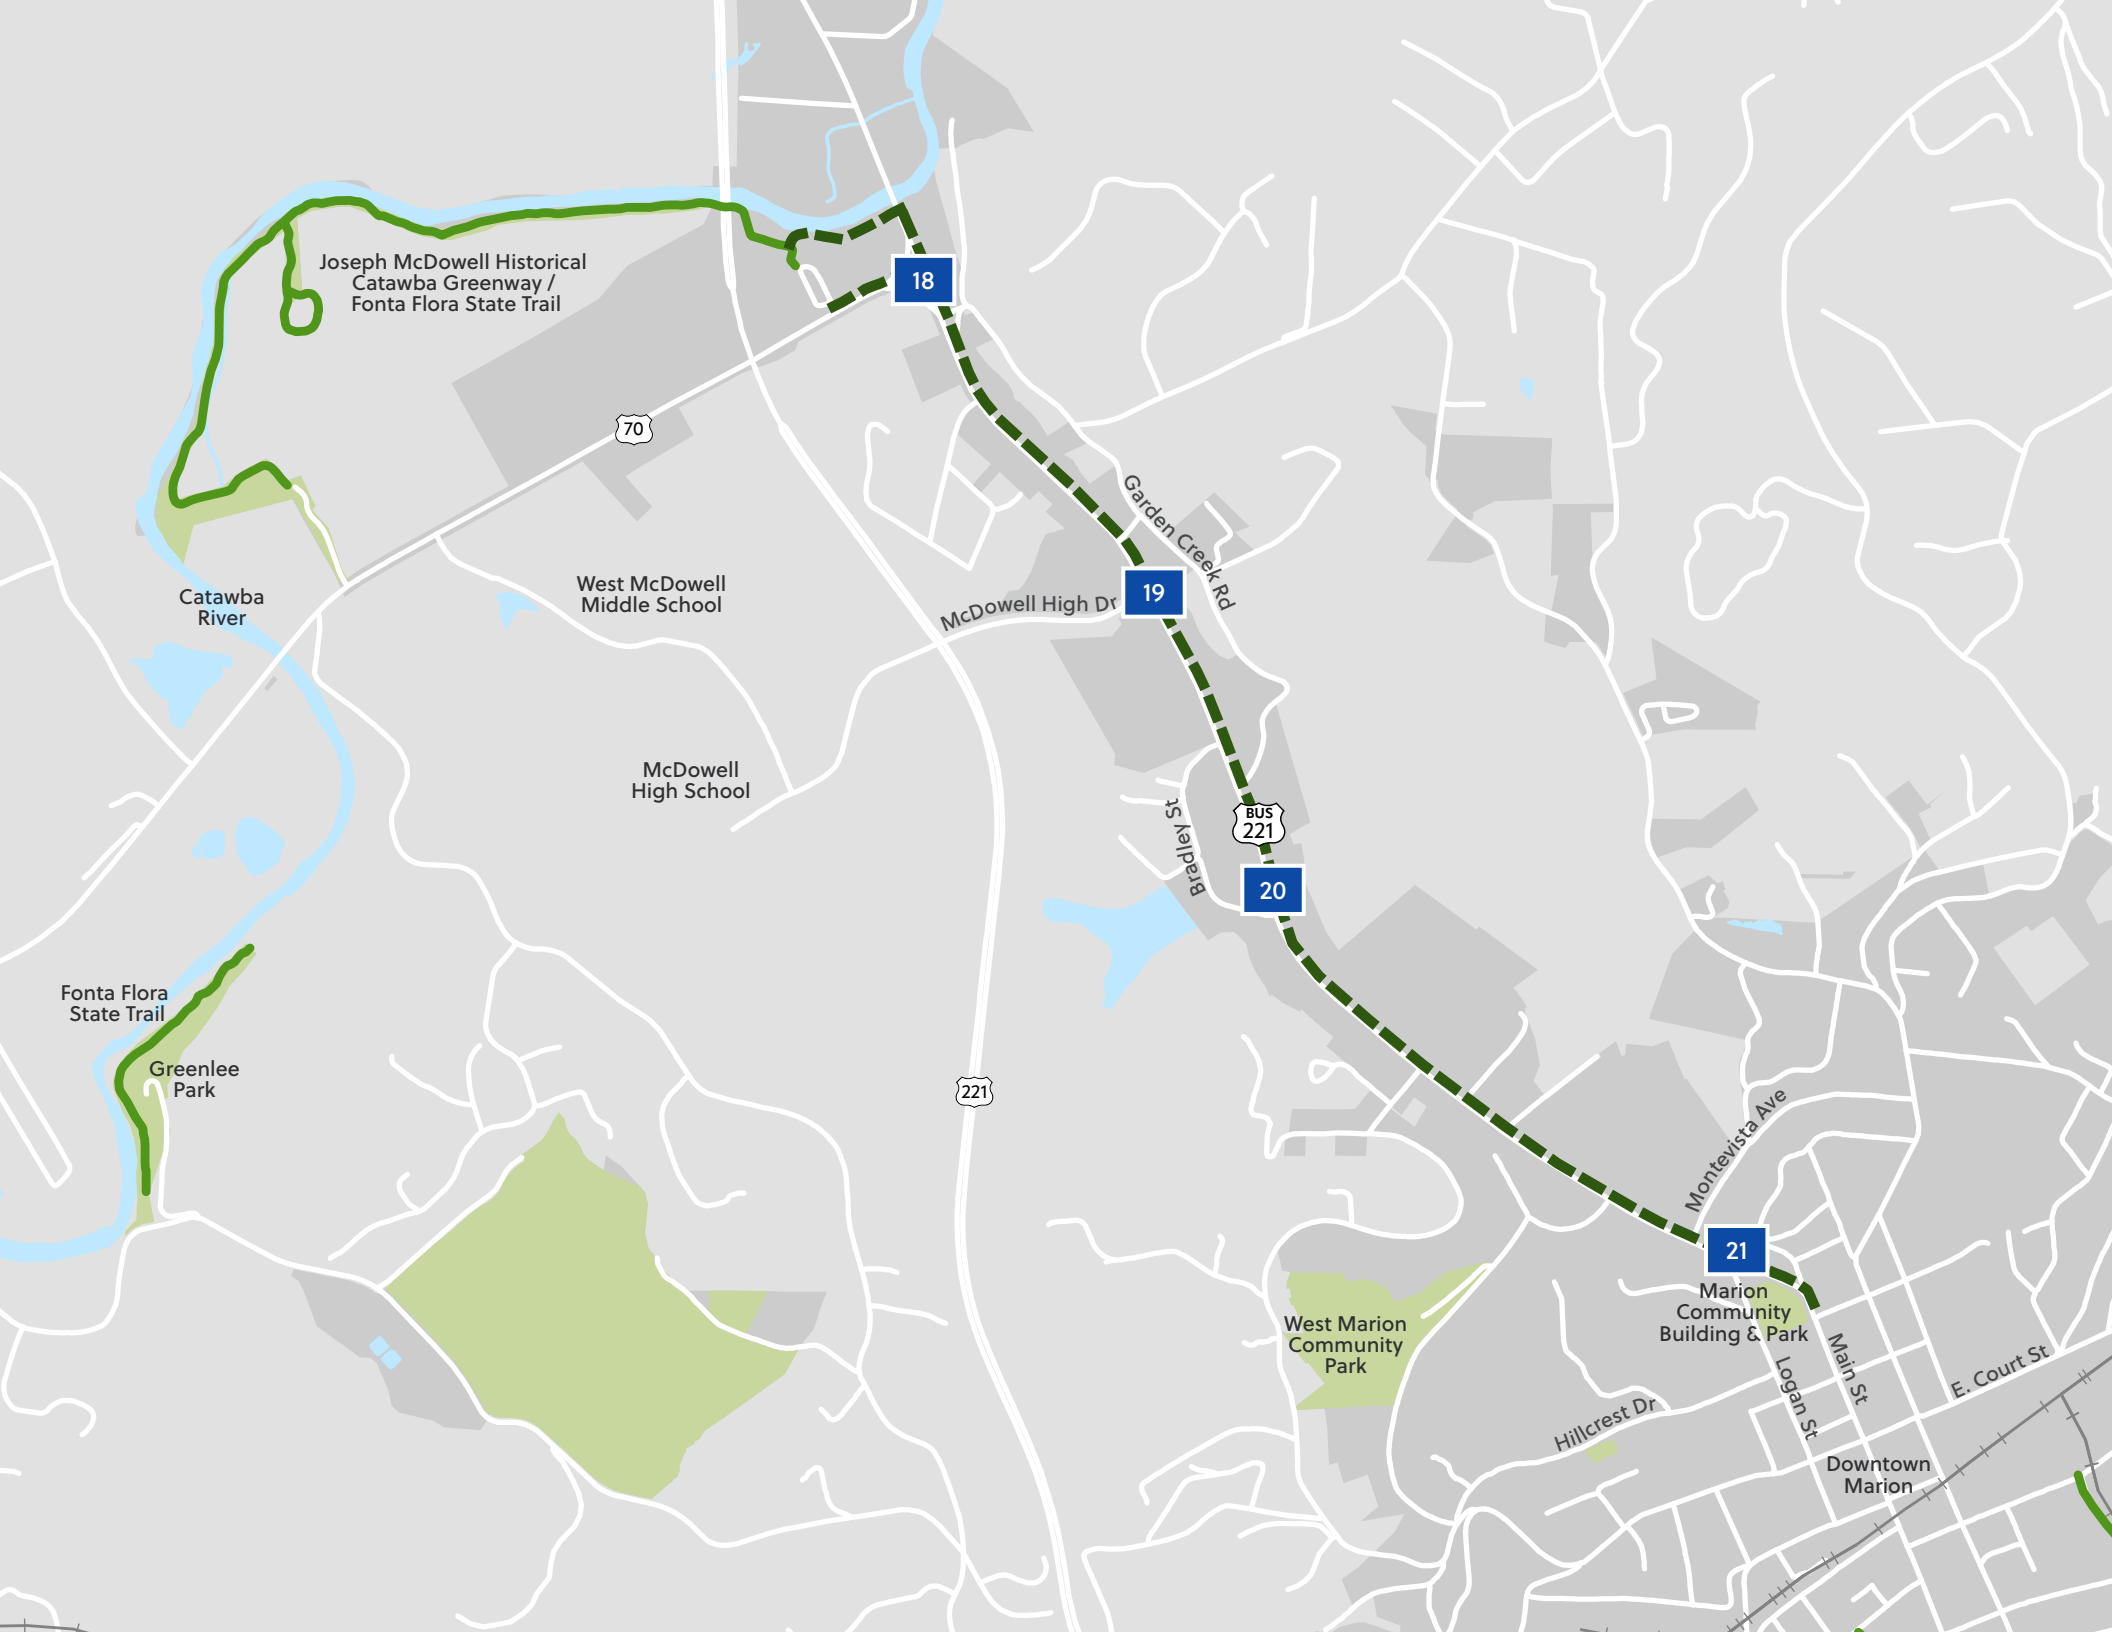 18
Joseph McDowell Historical
Catawba Greenway /
Fonta Flora State Trail
70
Garden Creek Rd
West McDowell
Middle School
Catawba
River
McDowell High Dr
19
McDowell
High School
Bradley St
BUS
221
20
Fonta Flora
State Trail
Greenlee
Park
221
Montevista Ave
21
Marion
Community
Building & Park
West Marion
Community
Park
Main St
Logan St
E. Court St
Hillcrest Dr
Downtown
Marion